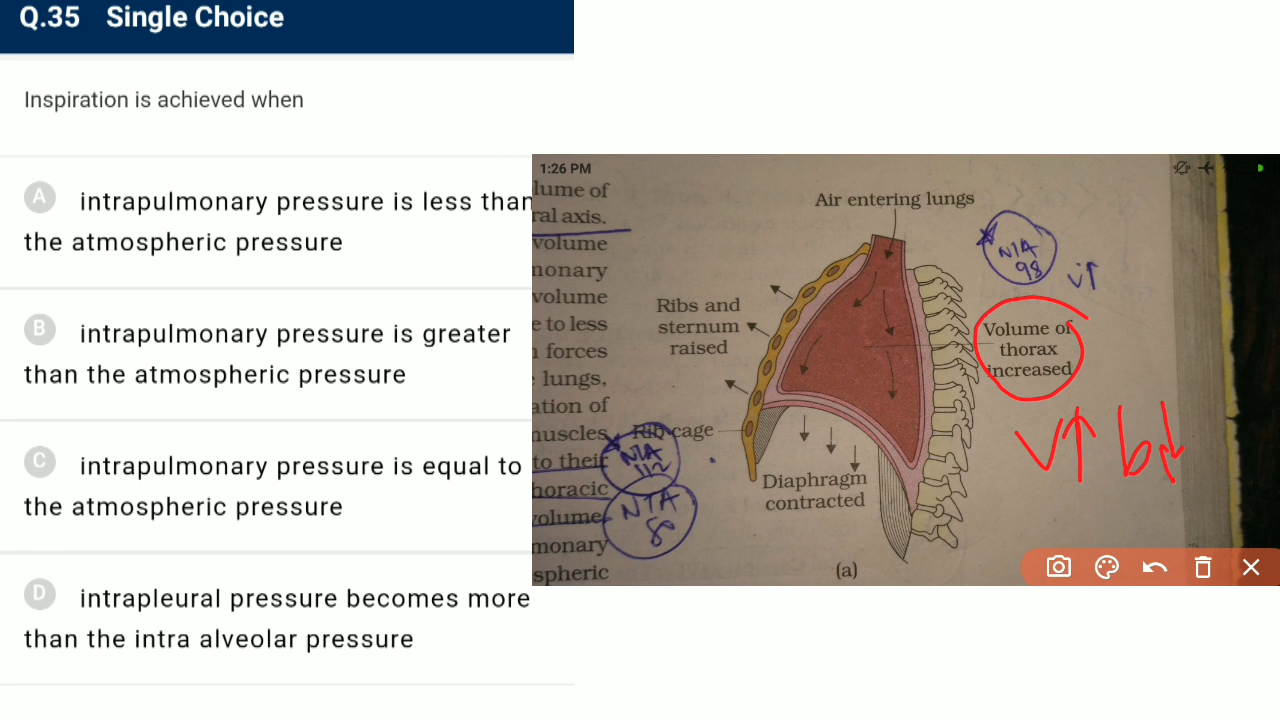 Q.35 Single Choice
Inspiration is achieved when
A intrapulmonary pressure is less than
the atmospheric pressure
B intrapulmonary pressure is greater
than the atmospheric pressure
C intrapulmonary pressure is equal to
the atmospheric pressure
D intrapleural pressure becomes more
than the intra alveolar pressure
1:26 PM
lume of
ral axis.
volume
monary
volume
e to less
forces
lungs,
ation of
muscles
to their
horacic
volume
monary
spheric
Air entering lungs
NTA
98
V↑
Ribs and
sternum
raised
Volume of
thorax
increased
V↑ b↓
Rib cage
NTA
112
NTA
80
Diaphragm
contracted
(a)